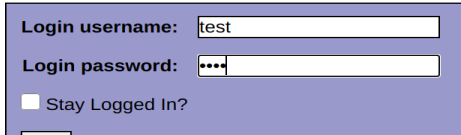 Login username: test
Login password: ••••
Stay Logged In?